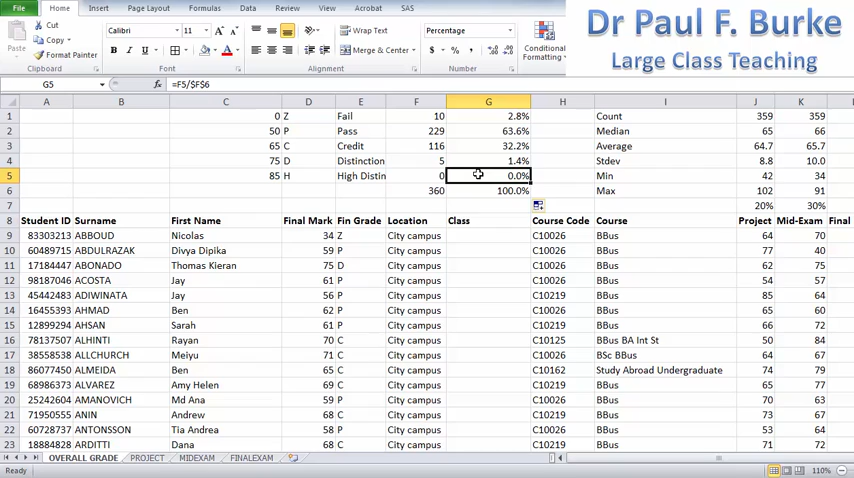 File Home Insert Page Layout Formulas Data Review View Acrobat SAS
Dr Paul F. Burke
Large Class Teaching
Paste Cut Copy Format Painter
Calibri 11 Wrap Text Percentage
B I U A Merge & Center $ % , Conditional
Formatting
Clipboard Font Alignment Number
G5 fx =F5/$F$6
A B C D E F G H I J K
1 0 Z Fail 10 2.8% Count 359 359
2 50 P Pass 229 63.6% Median 65 66
3 65 C Credit 116 32.2% Average 64.7 65.7
4 75 D Distinction 5 1.4% Stdev 8.8 10.0
5 85 H High Distin 0 0.0% Min 42 34
6 360 100.0% Max 102 91
7 20% 30%
8 Student ID Surname First Name Final Mark Fin Grade Location Class Course Code Course Project Mid-Exam Final
9 83303213 ABBOUD Nicolas 34 Z City campus C10026 BBus 64 70
10 60489715 ABDULRAZAK Divya Dipika 59 P City campus C10026 BBus 77 40
11 17184447 ABONADO Thomas Kieran 75 D City campus C10026 BBus 62 75
12 98187046 ACOSTA Jay 61 P City campus C10026 BBus 54 67
13 45442483 ADIWINATA Jay 56 P City campus C10219 BBus 85 64
14 16455393 AHMAD Ben 62 P City campus C10026 BBus 65 60
15 12899294 AHSAN Sarah 61 P City campus C10026 BBus 66 72
16 78137507 ALHINTI Rayan 70 C City campus C10125 BBus BA Int St 50 84
17 38558538 ALLCHURCH Meiyu 71 C City campus C10026 BSc BBus 64 67
18 86077450 ALMEIDA Ben 65 C City campus C10162 Study Abroad Undergraduate 74 79
19 68986373 ALVAREZ Amy Helen 69 C City campus C10026 BBus 65 77
20 25242604 AMANOVICH Md Ana 59 P City campus C10026 BBus 43 67
21 71950555 ANIN Andrew 68 C City campus C10026 BBus 73 67
22 60728737 ANTONSSON Tia Andrea 58 P City campus C10026 BBus 53 64
23 18884828 ARDITTI Dana 68 C City campus C10219 BBus 71 72
OVERALL GRADE PROJECT MIDEXAM FINALEXAM
Ready 110%